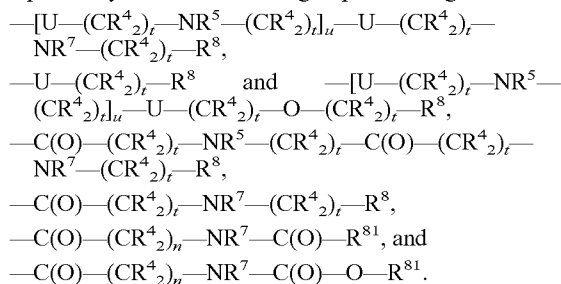 —[U—(CR⁴₂)ₜ—NR⁵—(CR⁴₂)ₜ]ᵤ—U—(CR⁴₂)ₜ—
NR⁷—(CR⁴₂)ₜ—R⁸,
—U—(CR⁴₂)ₜ—R⁸ and —[U—(CR⁴₂)ₜ—NR⁵—
(CR⁴₂)ₜ]ᵤ—U—(CR⁴₂)ₜ—O—(CR⁴₂)ₜ—R⁸,
—C(O)—(CR⁴₂)ₜ—NR⁵—(CR⁴₂)ₜ—C(O)—(CR⁴₂)ₜ—
NR⁷—(CR⁴₂)ₜ—R⁸,
—C(O)—(CR⁴₂)ₜ—NR⁷—(CR⁴₂)ₜ—R⁸,
—C(O)—(CR⁴₂)ₙ—NR⁷—C(O)—R⁸¹, and
—C(O)—(CR⁴₂)ₙ—NR⁷—C(O)—O—R⁸¹.